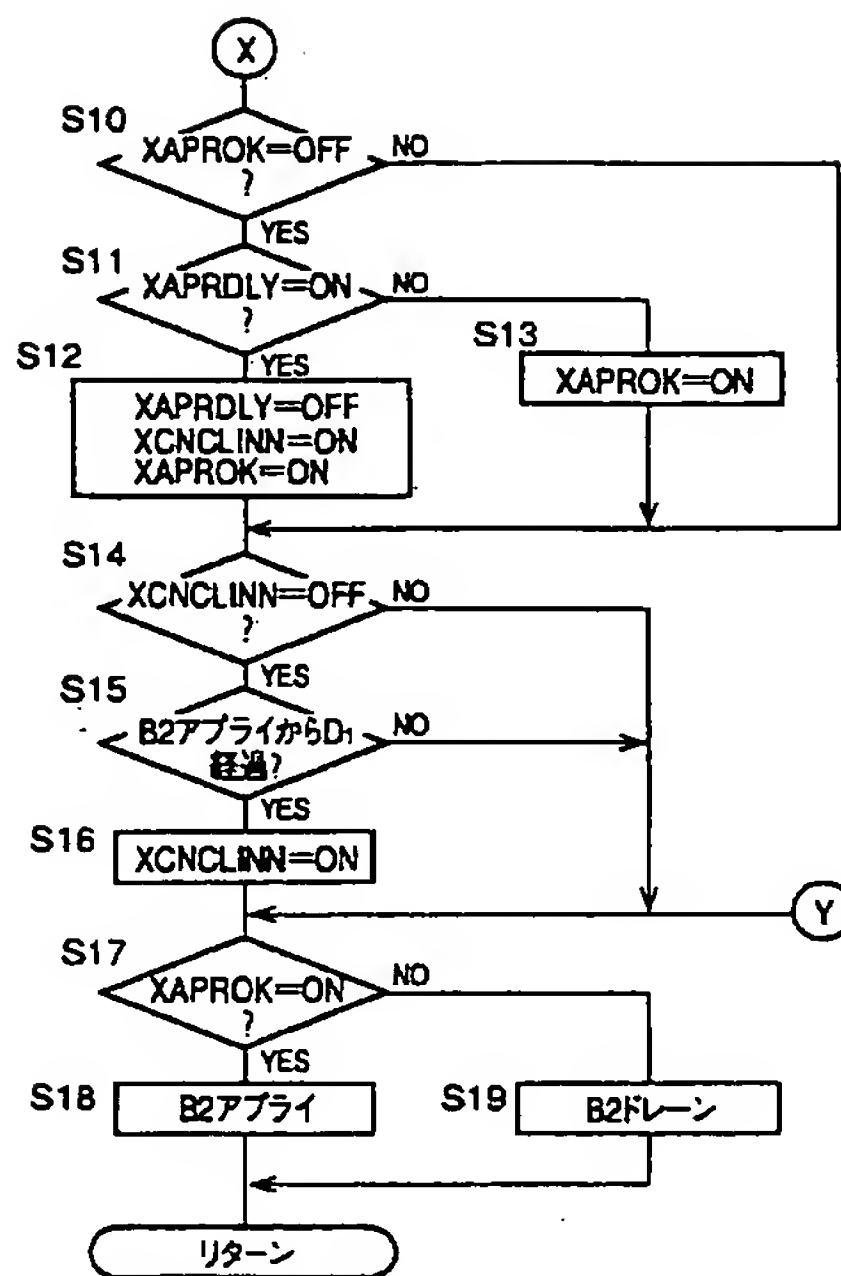 X
S10
XAPROK=OFF
?
NO
YES
S11
XAPRDLY=ON
?
NO
YES
S12
XAPRDLY=OFF
XCNCLINN=ON
XAPROK=ON
S13
XAPROK=ON
S14
XCNCLINN=OFF
?
NO
YES
S15
B2アプライからD1
経過?
NO
YES
S16
XCNCLINN=ON
Y
S17
XAPROK=ON
?
NO
YES
S18
B2アプライ
S19
B2ドレーン
リターン